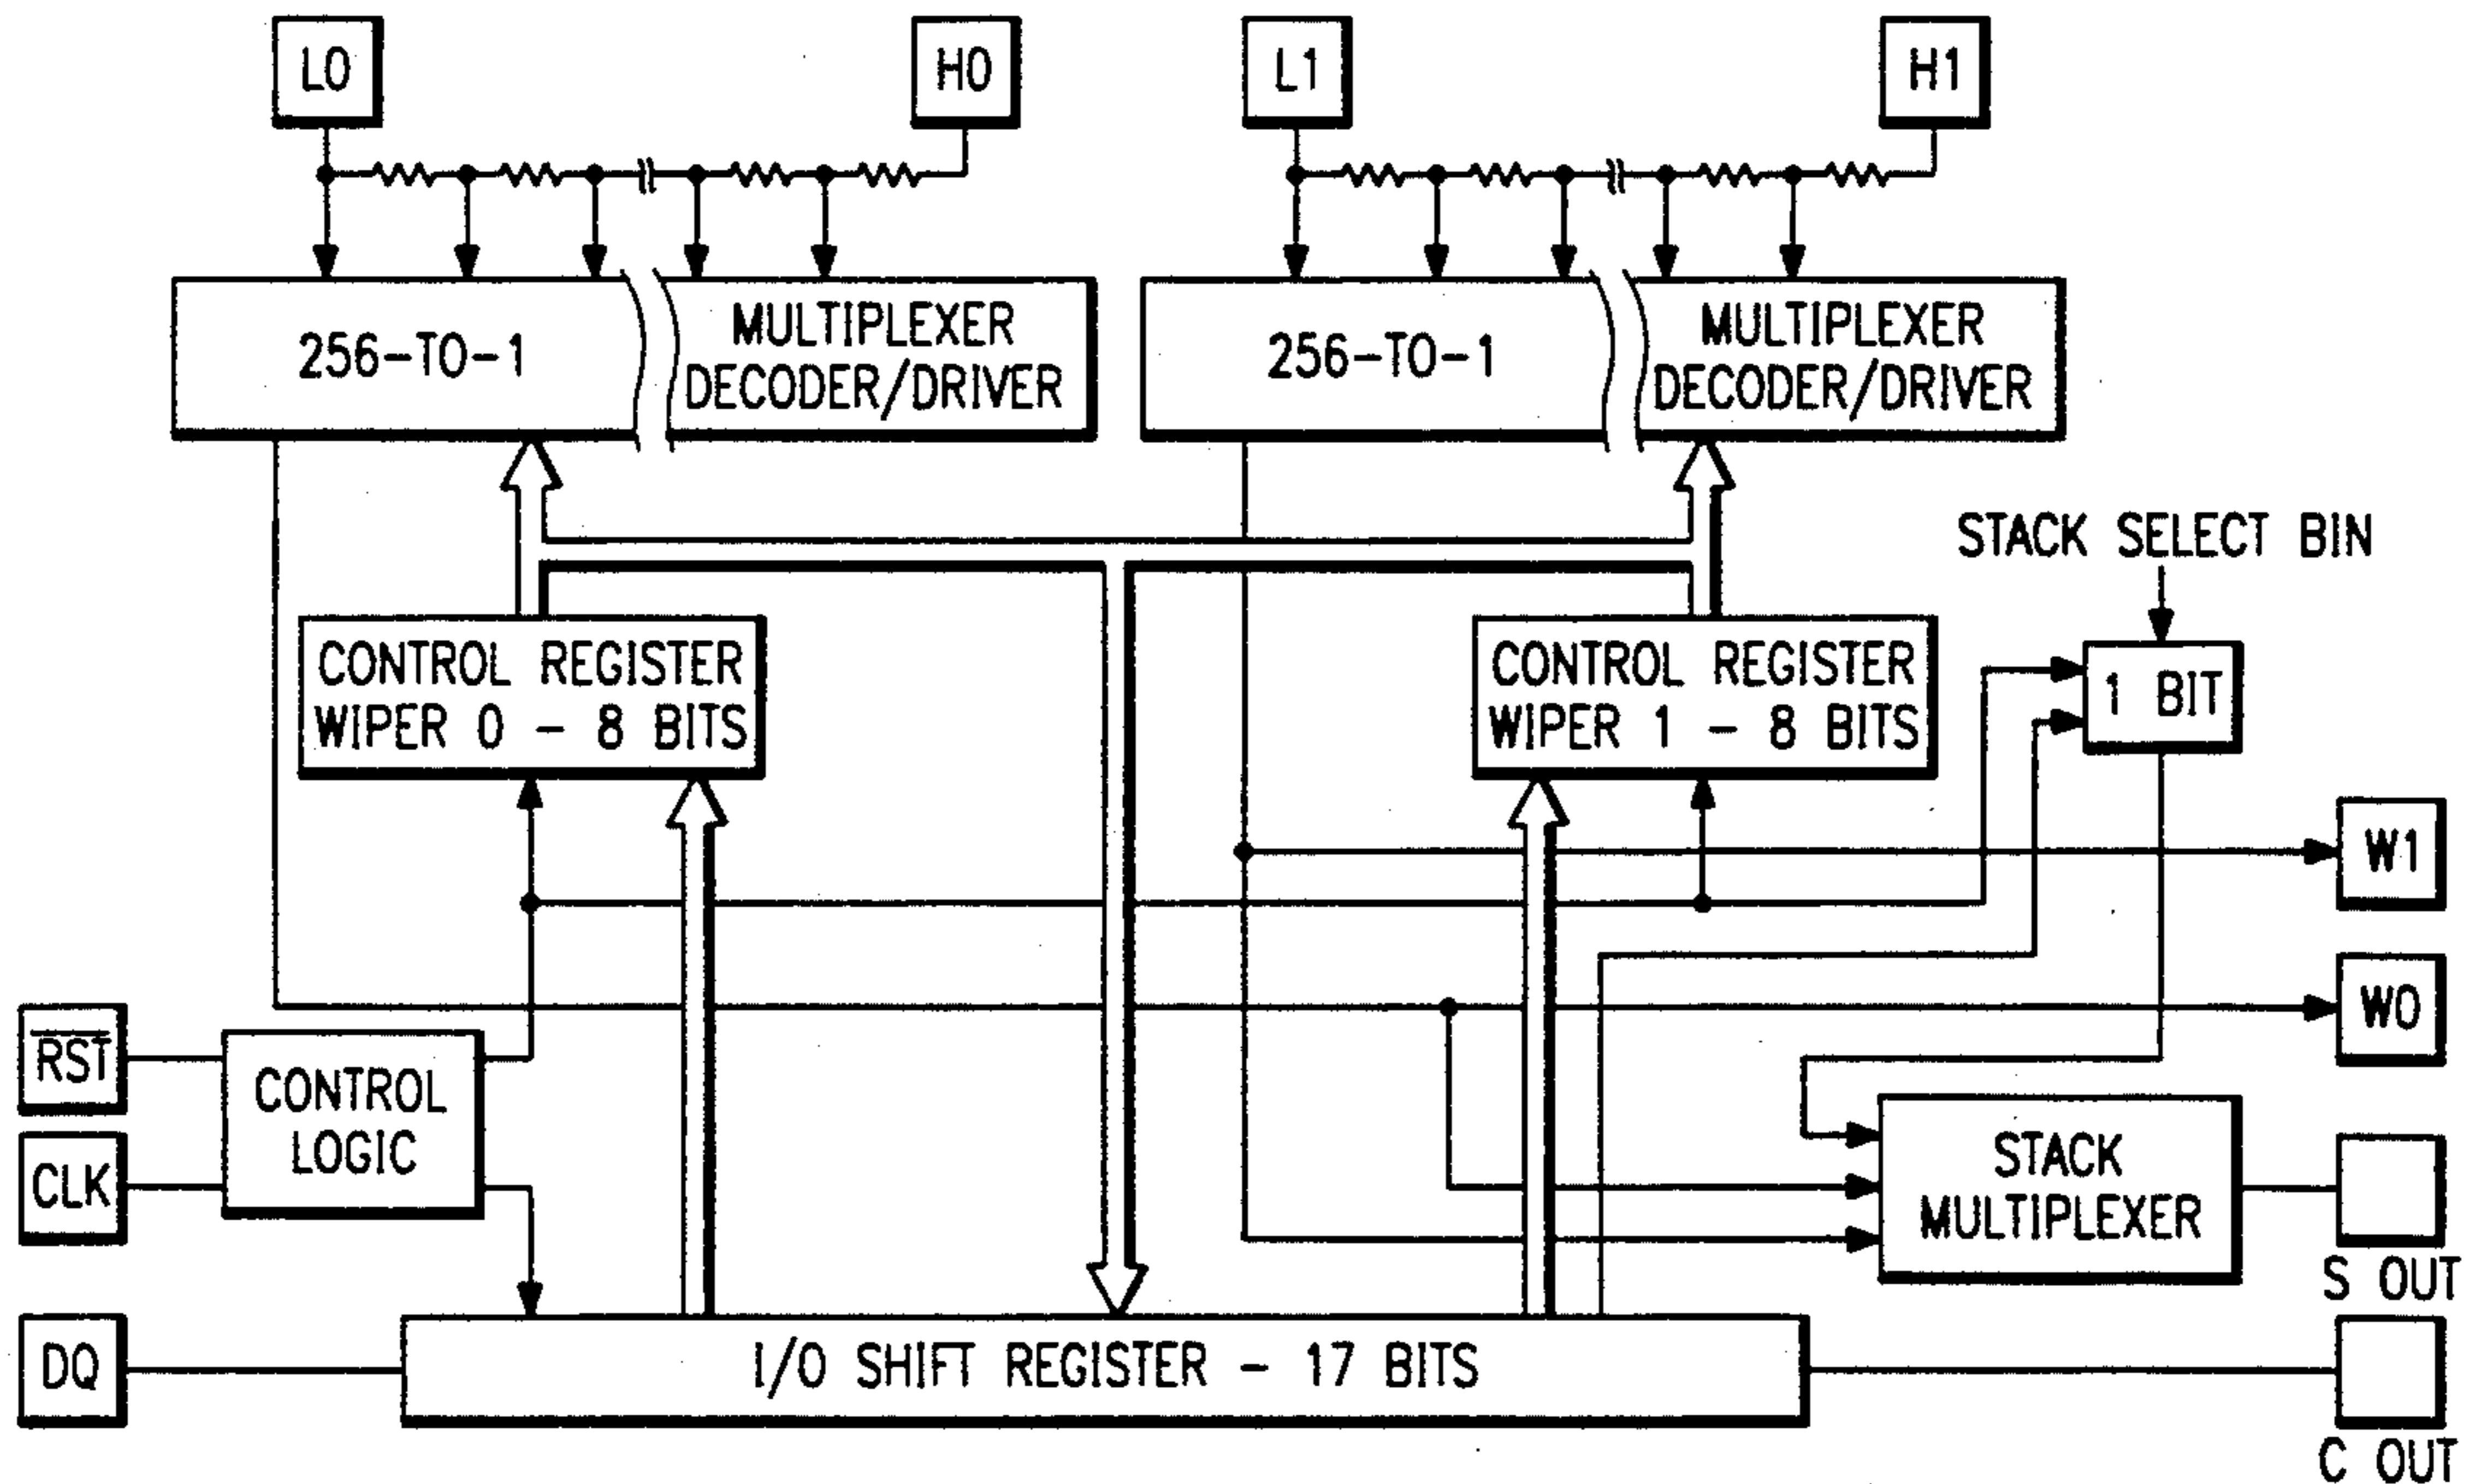 L0
H0
L1
H1
256-TO-1
MULTIPLEXER
DECODER/DRIVER
256-TO-1
MULTIPLEXER
DECODER/DRIVER
STACK SELECT BIN
CONTROL REGISTER
WIPER 0 - 8 BITS
CONTROL REGISTER
WIPER 1 - 8 BITS
1 BIT
W1
W0
RST
CLK
CONTROL
LOGIC
STACK
MULTIPLEXER
S OUT
DQ
I/O SHIFT REGISTER - 17 BITS
C OUT